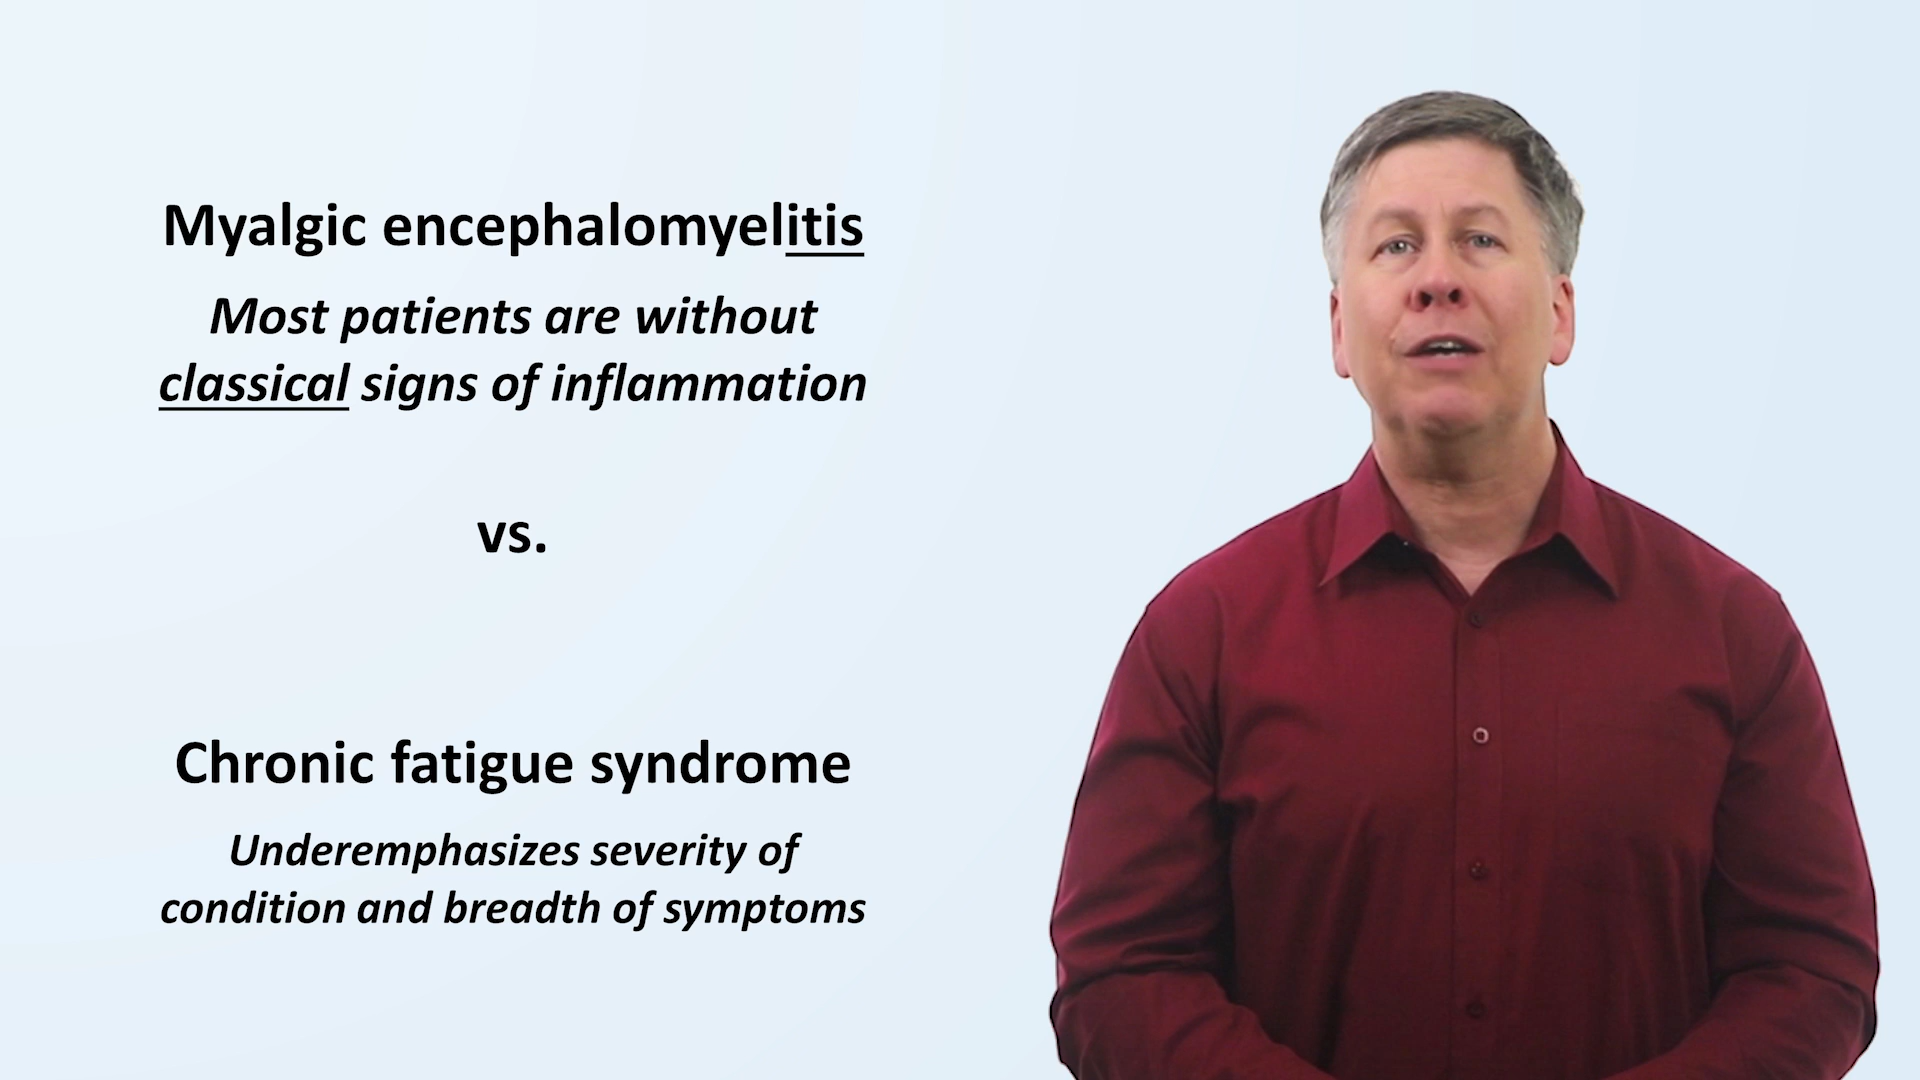 Myalgic encephalomyelitis
Most patients are without
classical signs of inflammation
vs.
Chronic fatigue syndrome
Underemphasizes severity of
condition and breadth of symptoms